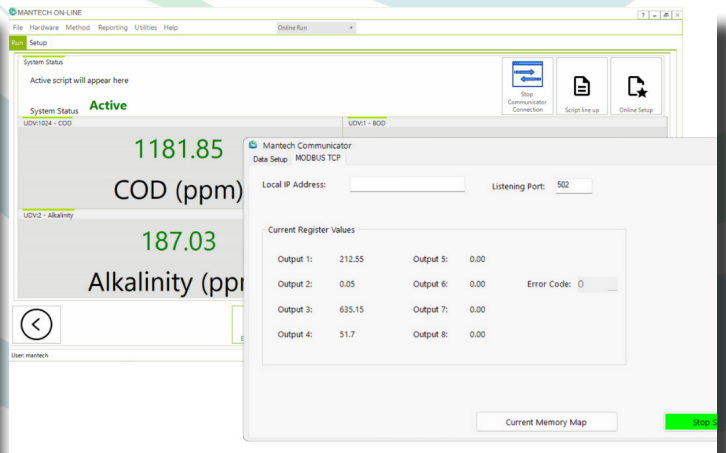 MANTECH ON-LINE
File Hardware Method Reporting Utilities Help Online Run
Run Setup
System Status
Active script will appear here
System Status Active
Stop
Communicator
Connection
Script line up
Online Setup
UDV:1024 - COD
UDV:1 - BOD
1181.85
COD (ppm)
UDV:2 - Alkalinity
187.03
Alkalinity
User: mantech
Mantech Communicator
Data Setup MODBUS TCP
Local IP Address: Listening Port: 502
Current Register Values
Output 1: 212.55 Output 5: 0.00
Output 2: 0.05 Output 6: 0.00 Error Code: 0
Output 3: 635.15 Output 7: 0.00
Output 4: 51.7 Output 8: 0.00
Current Memory Map
Stop